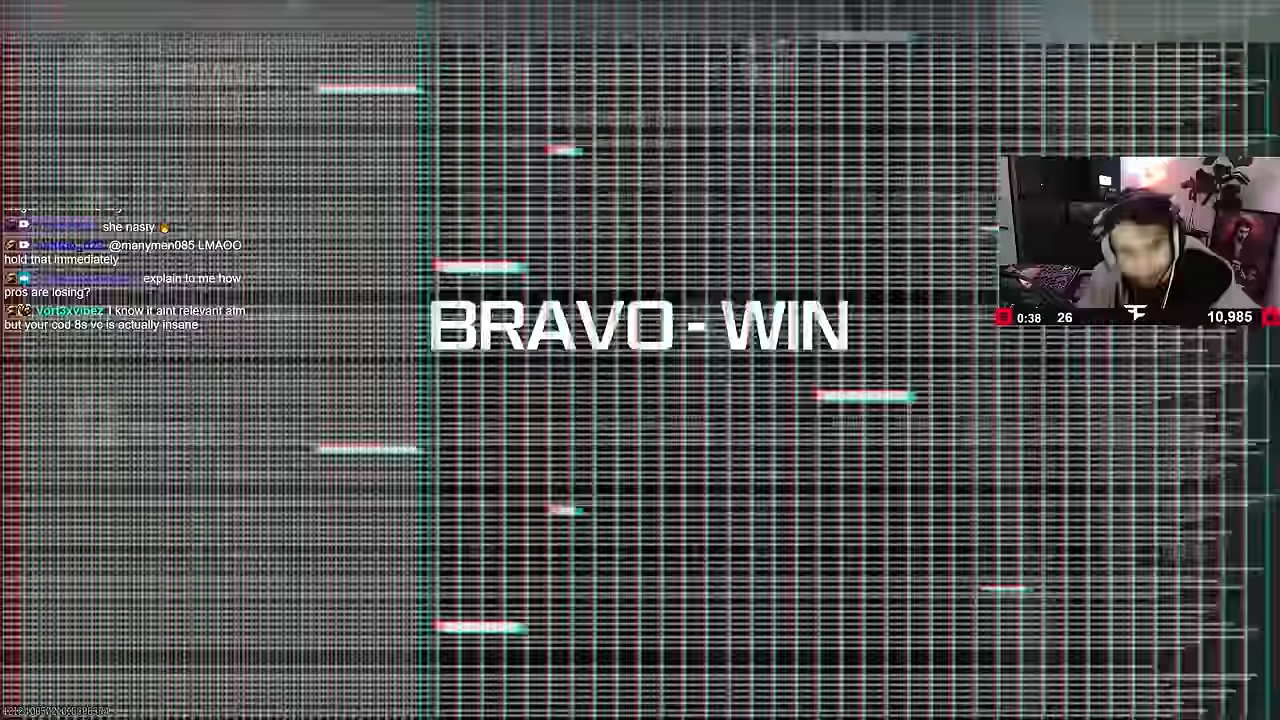 she nasty
@manymen085 LMAOO
hold that immediately
explain to me how
pros are losing?
Vort3xVibez I know it aint relevant atm
but your cod 8s vc is actually insane
BRAVO - WIN
0:38 26 10,985